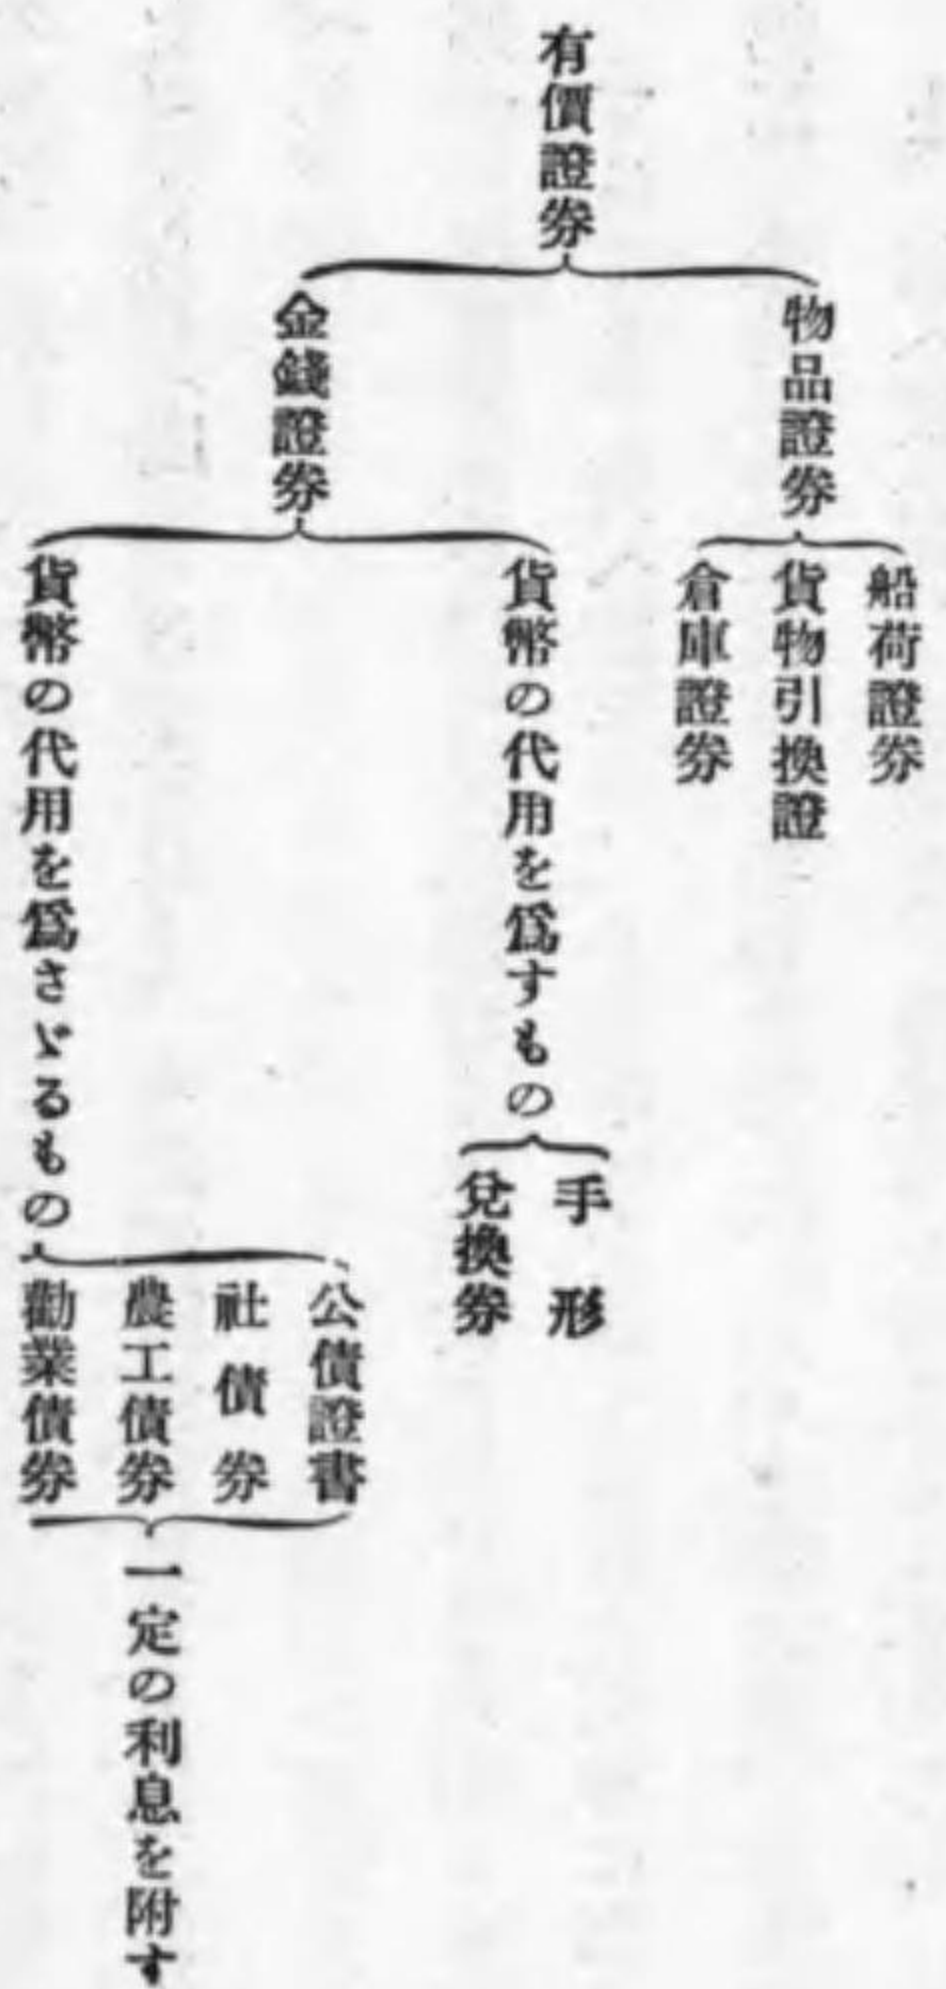 有價證券
物品證券
船荷證券
貨物引換證
倉庫證券
金錢證券
貨幣の代用を爲すもの
手形
兌換券
貨幣の代用を爲さゞるもの
公債證書
社債券
農工債券
勸業債券
一定の利息を附す